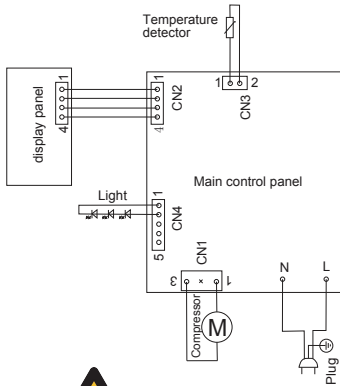 Temperature
detector
1
2
CN3
display panel
1
4
1
4
CN2
Main control panel
Light
1
5
CN4
CN1
3
1
Compressor
M
N
L
Plug